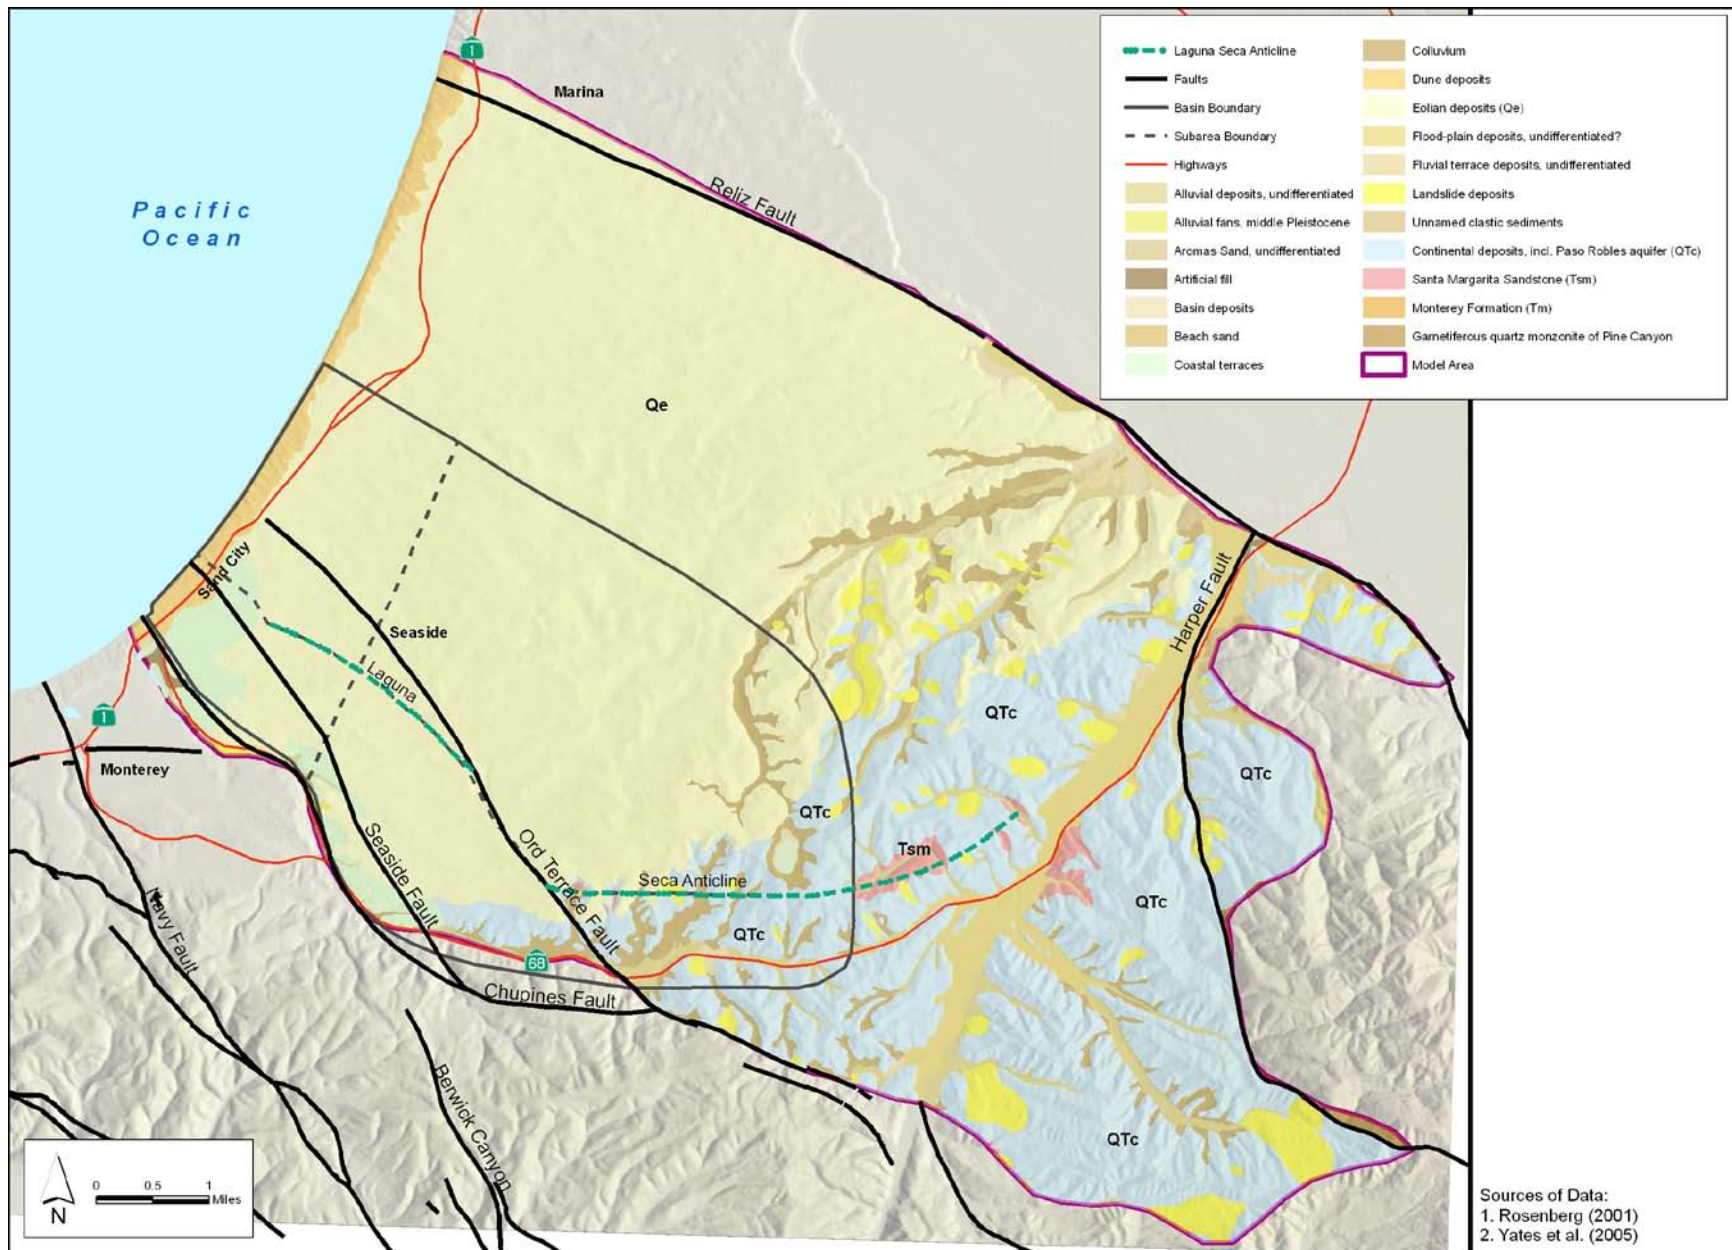 Laguna Seca Anticline
Faults
Basin Boundary
Subarea Boundary
Highways
Alluvial deposits, undifferentiated
Alluvial fans, middle Pleistocene
Aromas Sand, undifferentiated
Artificial fill
Basin deposits
Beach sand
Coastal terraces
Colluvium
Dune deposits
Eolian deposits (Qe)
Flood-plain deposits, undifferentiated?
Fluvial terrace deposits, undifferentiated
Landslide deposits
Unnamed clastic sediments
Continental deposits, incl. Paso Robles aquifer (QTc)
Santa Margarita Sandstone (Tsm)
Monterey Formation (Tm)
Garnetiferous quartz monzonite of Pine Canyon
Model Area
1
Marina
Pacific
Ocean
Reliz Fault
Qe
Sand City
Seaside
Laguna
Harper Fault
1
Monterey
QTc
QTc
QTc
Tsm
Seca Anticline
Ord Terrace Fault
Seaside Fault
Navy Fault
QTc
QTc
68
Chupines Fault
Berwick Canyon
QTc
0 0.5 1
Miles
N
Sources of Data:
1. Rosenberg (2001)
2. Yates et al. (2005)